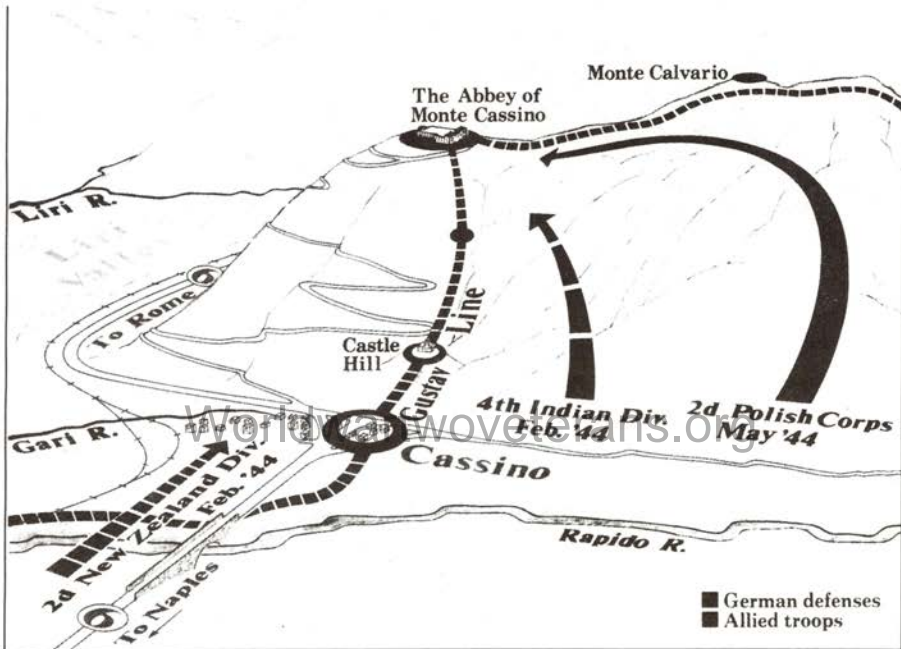 Monte Calvario
The Abbey of
Monte Cassino
Liri R.
Liri
Valley
6
To Rome
Castle
Hill
Gustav Line
4th Indian Div.
Feb. '44
2d Polish Corps
May '44
Worldwartwoveterans.org
Gari R.
Cassino
2d New Zealand Div.
Feb. '44
Rapido R.
6
To Naples
German defenses
Allied troops